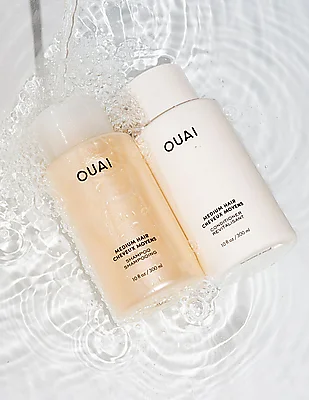 OUAI
MEDIUM HAIR
CHEVEUX MOYENS
SHAMPOO
SHAMPOOING
10 fl oz / 300 ml
OUAI
MEDIUM HAIR
CHEVEUX MOYENS
CONDITIONER
REVITALISANT
10 fl oz / 300 ml